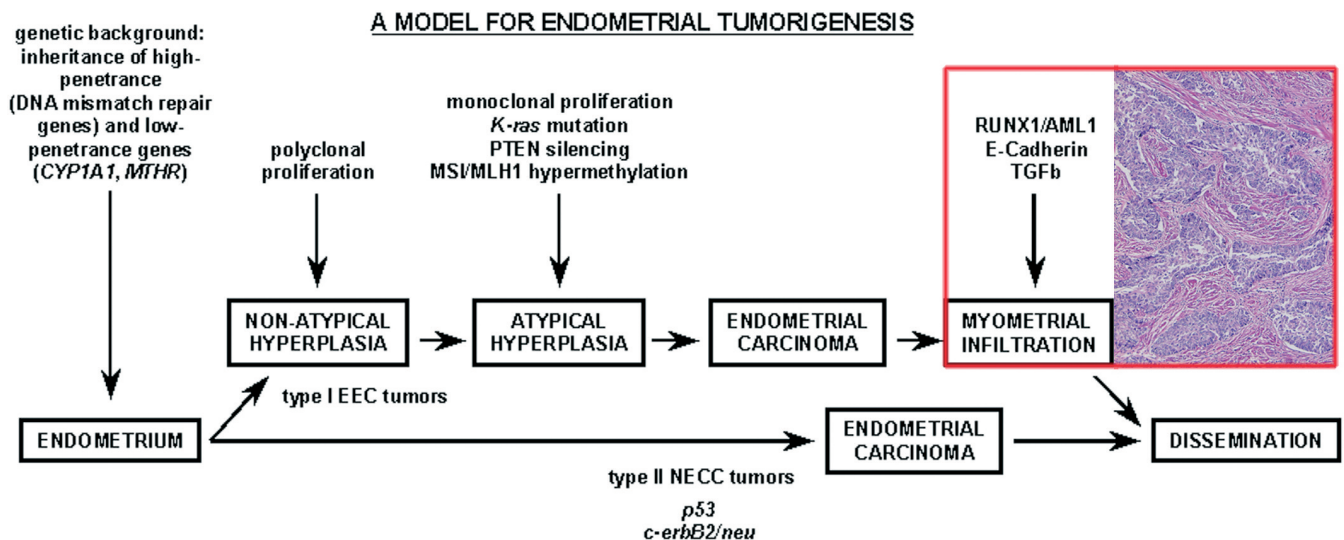 A MODEL FOR ENDOMETRIAL TUMORIGENESIS
genetic background:
inheritance of high-
penetrance
(DNA mismatch repair
genes) and low-
penetrance genes
(CYP1A1, MTHR)
polyclonal
proliferation
monoclonal proliferation
K-ras mutation
PTEN silencing
MSI/MLH1 hypermethylation
RUNX1/AML1
E-Cadherin
TGFb
NON-ATYPICAL
HYPERPLASIA
ATYPICAL
HYPERPLASIA
ENDOMETRIAL
CARCINOMA
MYOMETRIAL
INFILTRATION
type I EEC tumors
ENDOMETRIUM
ENDOMETRIAL
CARCINOMA
DISSEMINATION
type II NECC tumors
p53
c-erbB2/neu